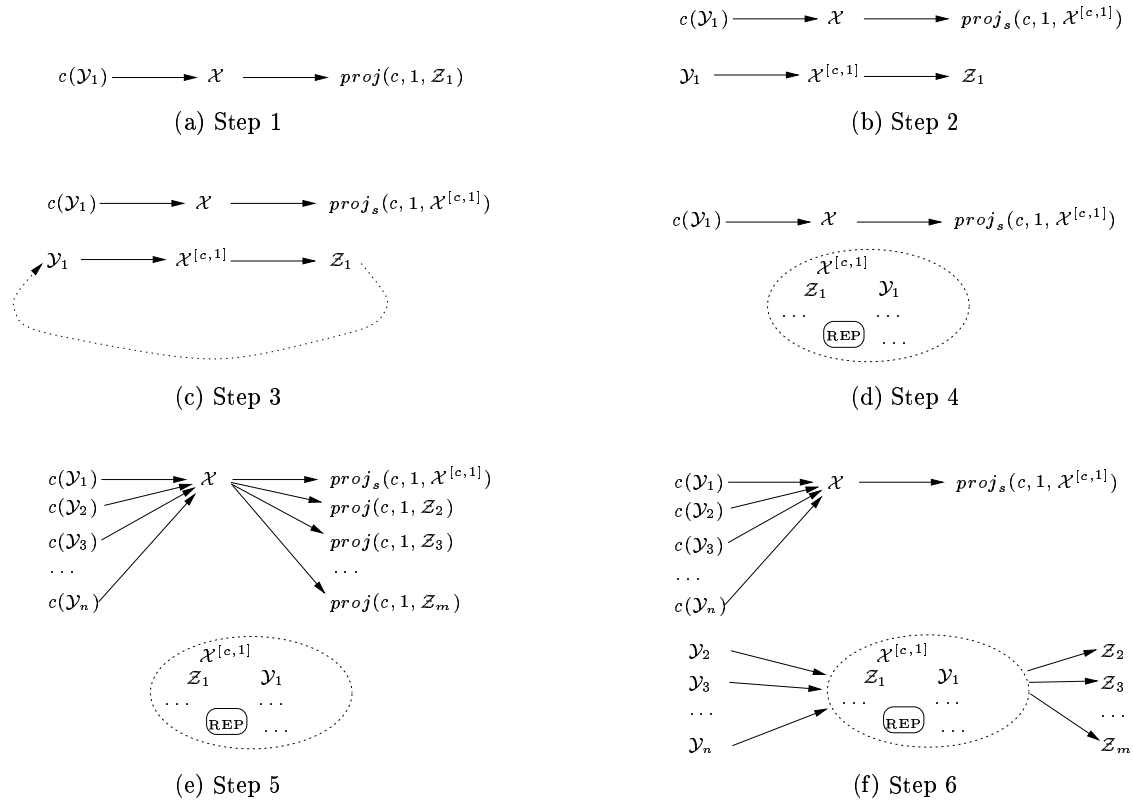 c(𝒴₁) 𝒳 proj(c, 1, 𝒵₁)
(a) Step 1
c(𝒴₁) 𝒳 projₛ(c, 1, 𝒳^[c,1])
𝒴₁ 𝒳^[c,1] 𝒵₁
(b) Step 2
c(𝒴₁) 𝒳 projₛ(c, 1, 𝒳^[c,1])
𝒴₁ 𝒳^[c,1] 𝒵₁
(c) Step 3
c(𝒴₁) 𝒳 projₛ(c, 1, 𝒳^[c,1])
𝒳^[c,1]
𝒵₁ 𝒴₁
... ...
REP ...
(d) Step 4
c(𝒴₁) 𝒳 projₛ(c, 1, 𝒳^[c,1])
c(𝒴₂) proj(c, 1, 𝒵₂)
c(𝒴₃) proj(c, 1, 𝒵₃)
... ...
c(𝒴ₙ) proj(c, 1, 𝒵ₘ)
𝒳^[c,1]
𝒵₁ 𝒴₁
... ...
REP ...
(e) Step 5
c(𝒴₁) 𝒳 projₛ(c, 1, 𝒳^[c,1])
c(𝒴₂)
c(𝒴₃)
...
c(𝒴ₙ)
𝒴₂ 𝒳^[c,1] 𝒵₂
𝒴₃ 𝒵₁ 𝒴₁ 𝒵₃
... ... ... ...
REP ...
𝒴ₙ 𝒵ₘ
(f) Step 6